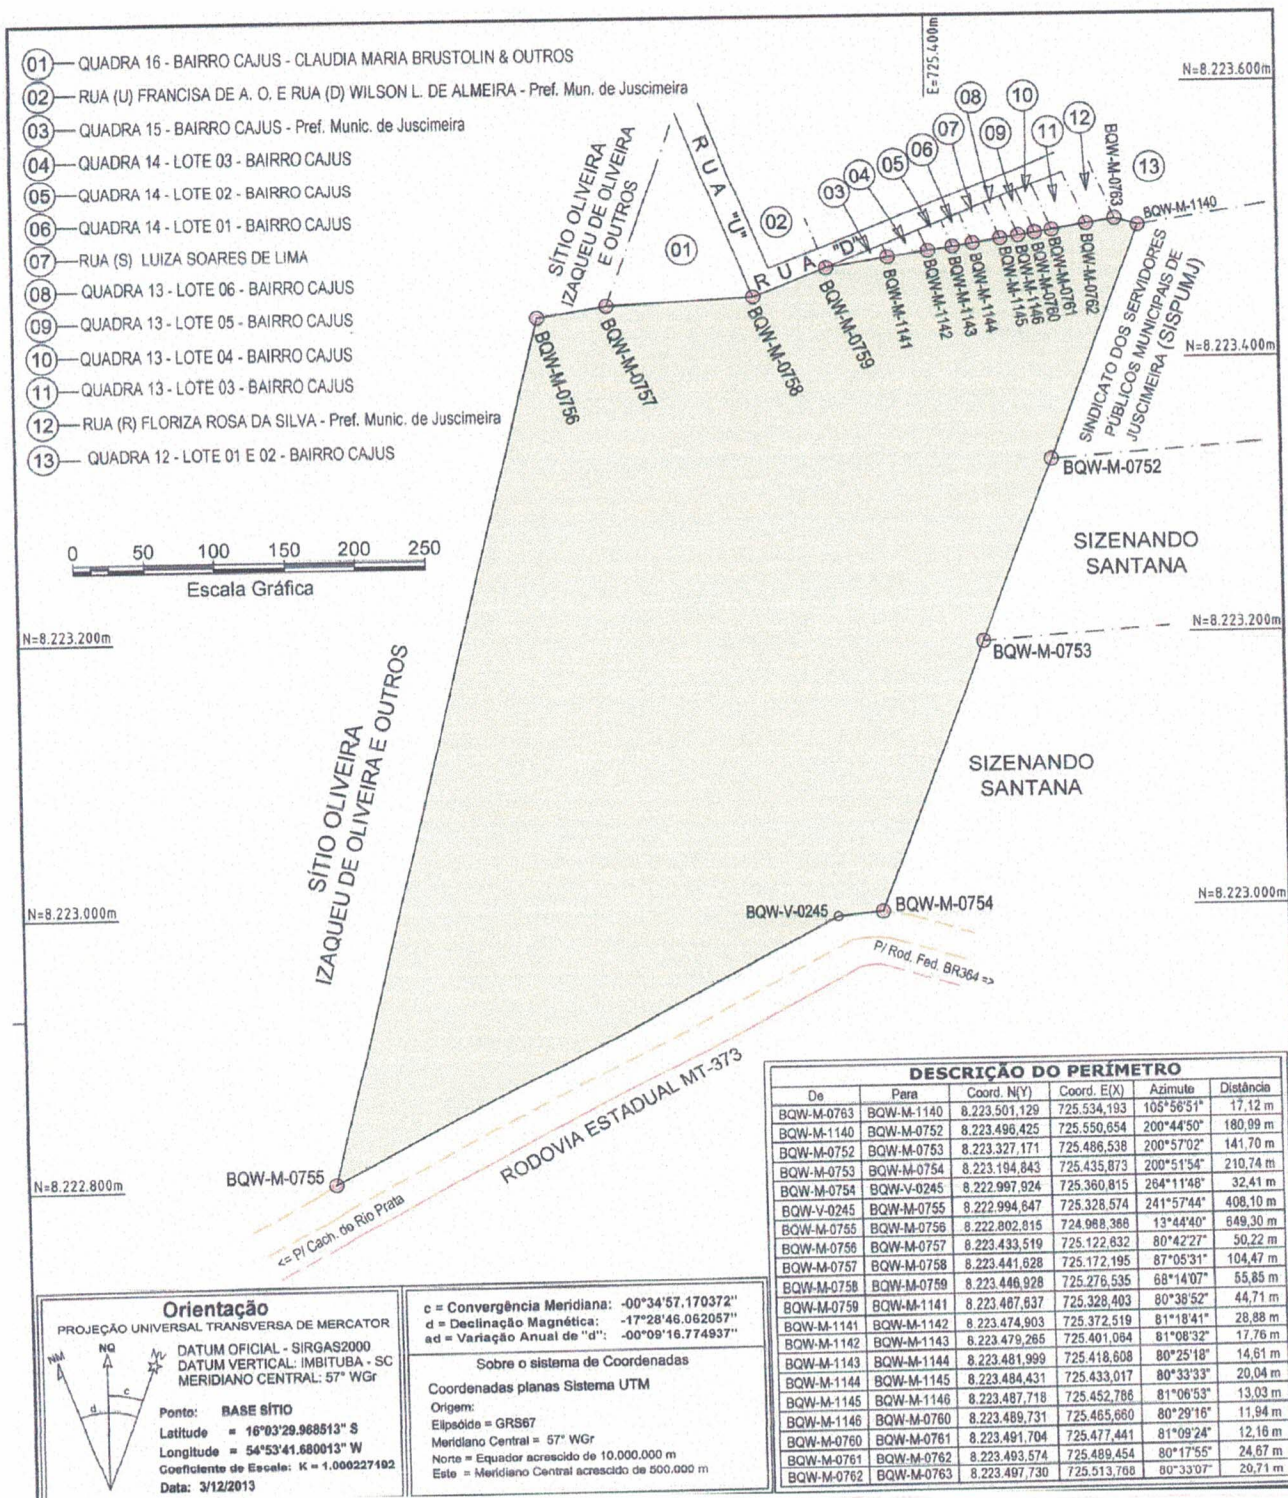 01 QUADRA 16 - BAIRRO CAJUS - CLAUDIA MARIA BRUSTOLIN & OUTROS
02 RUA (U) FRANCISA DE A. O. E RUA (D) WILSON L. DE ALMEIRA - Pref. Mun. de Juscimeira
03 QUADRA 15 - BAIRRO CAJUS - Pref. Munic. de Juscimeira
04 QUADRA 14 - LOTE 03 - BAIRRO CAJUS
05 QUADRA 14 - LOTE 02 - BAIRRO CAJUS
06 QUADRA 14 - LOTE 01 - BAIRRO CAJUS
07 RUA (S) LUIZA SOARES DE LIMA
08 QUADRA 13 - LOTE 06 - BAIRRO CAJUS
09 QUADRA 13 - LOTE 05 - BAIRRO CAJUS
10 QUADRA 13 - LOTE 04 - BAIRRO CAJUS
11 QUADRA 13 - LOTE 03 - BAIRRO CAJUS
12 RUA (R) FLORIZA ROSA DA SILVA - Pref. Munic. de Juscimeira
13 QUADRA 12 - LOTE 01 E 02 - BAIRRO CAJUS
E=725.400m
N=8.223.600m
SÍTIO OLIVEIRA
IZAQUEU DE OLIVEIRA
E OUTROS
RUA "U"
RUA "D"
01
02
03
04
05
06
07
08
09
10
11
12
13
BQW-M-0756
BQW-M-0757
BQW-M-0758
BQW-M-0759
BQW-M-1141
BQW-M-1142
BQW-M-1143
BQW-M-1144
BQW-M-1145
BQW-M-1146
BQW-M-0760
BQW-M-0761
BQW-M-0762
BQW-M-0763
BQW-M-1140
SINDICATO DOS SERVIDORES
PÚBLICOS MUNICIPAIS DE
JUSCIMEIRA (SISPUMJ)
N=8.223.400m
BQW-M-0752
SIZENANDO
SANTANA
0 50 100 150 200 250
Escala Gráfica
N=8.223.200m
N=8.223.200m
BQW-M-0753
SIZENANDO
SANTANA
SÍTIO OLIVEIRA
IZAQUEU DE OLIVEIRA E OUTROS
N=8.223.000m
N=8.223.000m
BQW-V-0245
BQW-M-0754
P/ Rod. Fed. BR364 =>
RODOVIA ESTADUAL MT-373
BQW-M-0755
<= P/ Cach. do Rio Prata
N=8.222.800m
DESCRIÇÃO DO PERÍMETRO
De Para Coord. N(Y) Coord. E(X) Azimute Distância
BQW-M-0763 BQW-M-1140 8.223.501,129 725.534,193 105°56'51" 17,12 m
BQW-M-1140 BQW-M-0752 8.223.496,425 725.550,654 200°44'50" 180,99 m
BQW-M-0752 BQW-M-0753 8.223.327,171 725.486,538 200°57'02" 141,70 m
BQW-M-0753 BQW-M-0754 8.223.194,843 725.435,873 200°51'54" 210,74 m
BQW-M-0754 BQW-V-0245 8.222.997,924 725.360,815 264°11'48" 32,41 m
BQW-V-0245 BQW-M-0755 8.222.994,647 725.328,574 241°57'44" 408,10 m
BQW-M-0755 BQW-M-0756 8.222.802,815 724.968,366 13°44'40" 649,30 m
BQW-M-0756 BQW-M-0757 8.223.433,519 725.122,632 80°42'27" 50,22 m
BQW-M-0757 BQW-M-0758 8.223.441,628 725.172,195 87°05'31" 104,47 m
BQW-M-0758 BQW-M-0759 8.223.446,928 725.276,535 68°14'07" 55,85 m
BQW-M-0759 BQW-M-1141 8.223.467,637 725.328,403 80°38'52" 44,71 m
BQW-M-1141 BQW-M-1142 8.223.474,903 725.372,519 81°18'41" 28,88 m
BQW-M-1142 BQW-M-1143 8.223.479,265 725.401,064 81°08'32" 17,76 m
BQW-M-1143 BQW-M-1144 8.223.481,999 725.418,608 80°25'18" 14,61 m
BQW-M-1144 BQW-M-1145 8.223.484,431 725.433,017 80°33'33" 20,04 m
BQW-M-1145 BQW-M-1146 8.223.487,718 725.452,786 81°06'53" 13,03 m
BQW-M-1146 BQW-M-0760 8.223.489,731 725.465,660 80°29'16" 11,94 m
BQW-M-0760 BQW-M-0761 8.223.491,704 725.477,441 81°09'24" 12,16 m
BQW-M-0761 BQW-M-0762 8.223.493,574 725.489,454 80°17'55" 24,67 m
BQW-M-0762 BQW-M-0763 8.223.497,730 725.513,768 80°33'07" 20,71 m
Orientação
PROJEÇÃO UNIVERSAL TRANSVERSA DE MERCATOR
NM NQ
c
d
DATUM OFICIAL - SIRGAS2000
DATUM VERTICAL: IMBITUBA - SC
MERIDIANO CENTRAL: 57° WGr
Ponto: BASE SÍTIO
Latitude = 16°03'29.968513" S
Longitude = 54°53'41.680013" W
Coeficiente de Escala: K = 1.000227192
Data: 3/12/2013
c = Convergência Meridiana: -00°34'57.170372"
d = Declinação Magnética: -17°28'46.062057"
ad = Variação Anual de "d": -00°09'16.774937"
Sobre o sistema de Coordenadas
Coordenadas planas Sistema UTM
Origem:
Elipsóide = GRS67
Meridiano Central = 57° WGr
Norte = Equador acrescido de 10.000.000 m
Este = Meridiano Central acrescido de 500.000 m